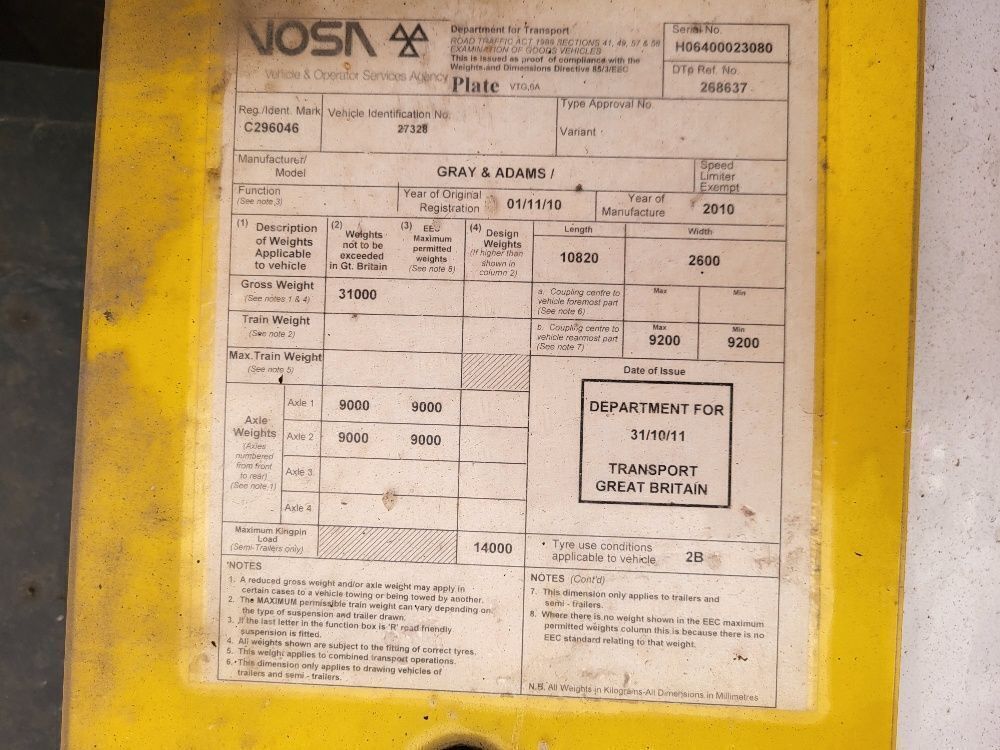 VOSA
Vehicle & Operator Services Agency
Department for Transport
ROAD TRAFFIC ACT 1988 SECTIONS 41, 49, 57 & 58
EXAMINATION OF GOODS VEHICLES
This is issued as proof of compliance with the
Weights and Dimensions Directive 85/3/EEC
Plate VTG.6A
Serial No.
H06400023080
DTp Ref. No.
268637
Reg./Ident. Mark
C296046
Vehicle Identification No.
27328
Type Approval No.
Variant
Manufacturer/
Model
GRAY & ADAMS /
Speed
Limiter
Exempt
Function
(See note 3)
Year of Original
Registration
01/11/10
Year of
Manufacture
2010
(1) Description
of Weights
Applicable
to vehicle
(2) Weights
not to be
exceeded
in Gt. Britain
(3) EEC
Maximum
permitted
weights
(See note 5)
(4) Design
Weights
(If higher than
shown in
column 2)
Length
10820
Width
2600
Gross Weight
(See notes 1 & 4)
31000
a. Coupling centre to
vehicle foremost part
(See note 6)
Max
Min
Train Weight
(See note 2)
b. Coupling centre to
vehicle rearmost part
(See note 7)
Max
9200
Min
9200
Max. Train Weight
(See note 5)
Axle
Weights
(Axles
numbered
from front
to rear)
(See note 1)
Axle 1 9000 9000
Axle 2 9000 9000
Axle 3
Axle 4
Date of Issue
DEPARTMENT FOR
31/10/11
TRANSPORT
GREAT BRITAIN
Maximum Kingpin
Load
(Semi-Trailers only)
14000
Tyre use conditions
applicable to vehicle
2B
NOTES
1. A reduced gross weight and/or axle weight may apply in
certain cases to a vehicle towing or being towed by another.
2. The MAXIMUM permissible train weight can vary depending on
the type of suspension and trailer drawn.
3. If the last letter in the function box is 'R' road friendly
suspension is fitted.
4. All weights shown are subject to the fitting of correct tyres.
5. This weight applies to combined transport operations.
6. This dimension only applies to drawing vehicles of
trailers and semi - trailers.
NOTES (Cont'd)
7. This dimension only applies to trailers and
semi - trailers.
8. Where there is no weight shown in the EEC maximum
permitted weights column this is because there is no
EEC standard relating to that weight.
N.B. All Weights in Kilograms-All Dimensions in Millimetres